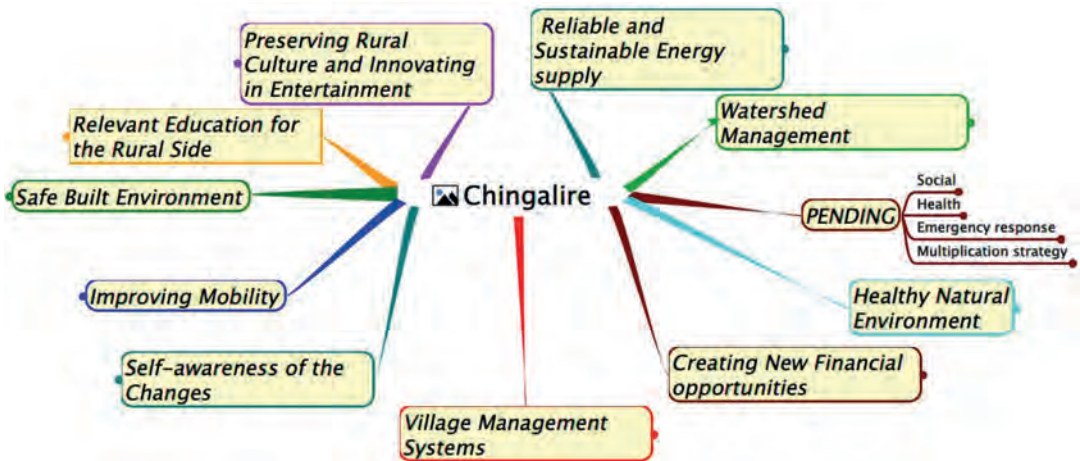 Preserving Rural
Culture and Innovating
in Entertainment
Reliable and
Sustainable Energy
supply
Relevant Education for
the Rural Side
Watershed
Management
Safe Built Environment
Chingalire
PENDING
Social
Health
Emergency response
Multiplication strategy
Improving Mobility
Healthy Natural
Environment
Self-awareness of the
Changes
Creating New Financial
opportunities
Village Management
Systems